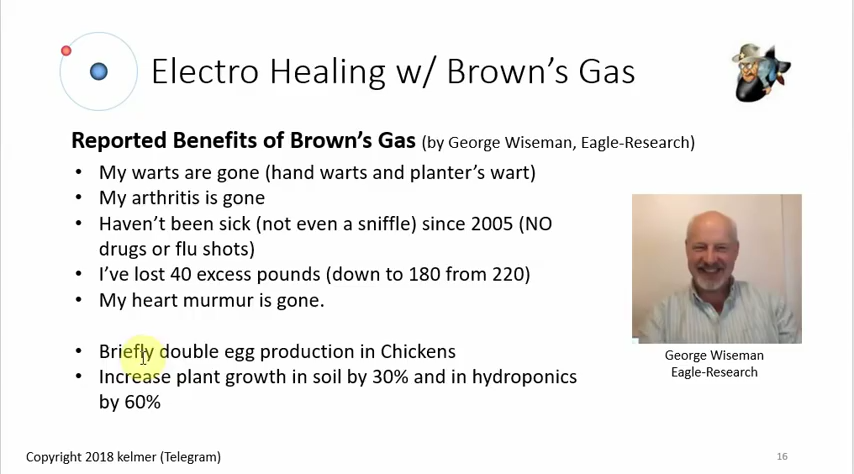 Electro Healing w/ Brown's Gas
Reported Benefits of Brown's Gas (by George Wiseman, Eagle-Research)
• My warts are gone (hand warts and planter's wart)
• My arthritis is gone
• Haven't been sick (not even a sniffle) since 2005 (NO
drugs or flu shots)
• I've lost 40 excess pounds (down to 180 from 220)
• My heart murmur is gone.
• Briefly double egg production in Chickens
• Increase plant growth in soil by 30% and in hydroponics
by 60%
George Wiseman
Eagle-Research
Copyright 2018 kelmer (Telegram)
16